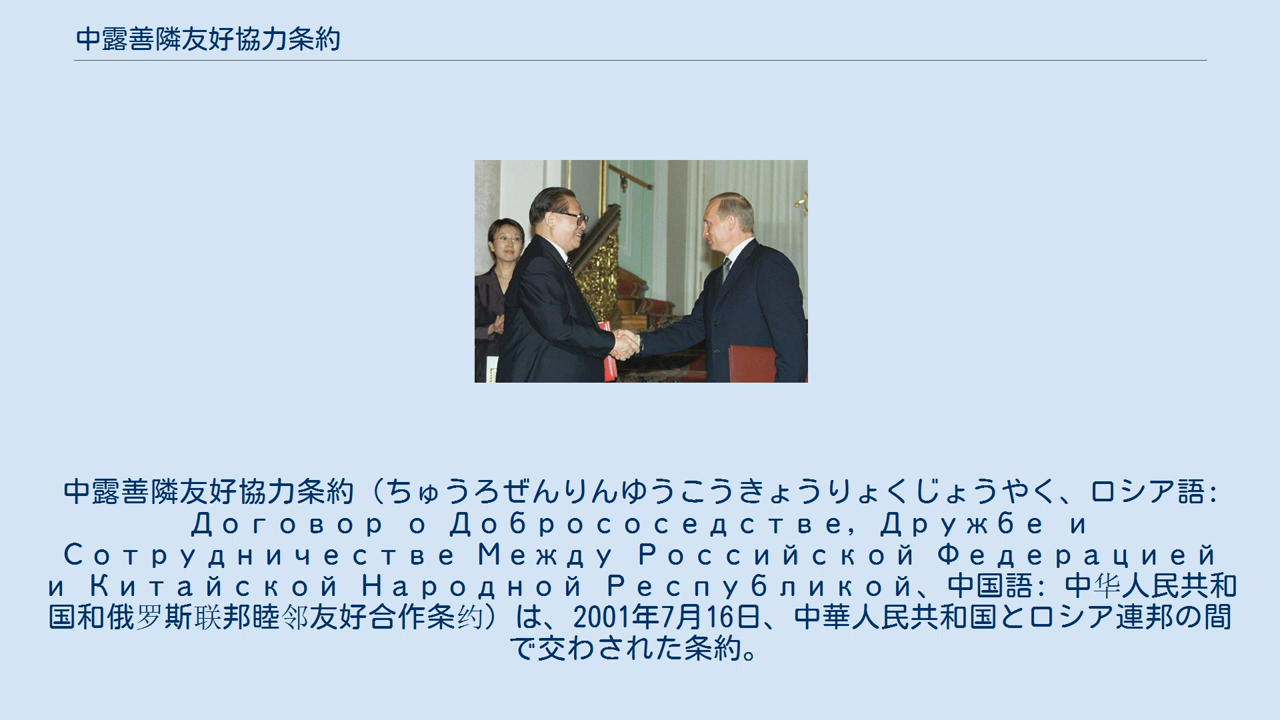 中露善隣友好協力条約
中露善隣友好協力条約（ちゅうろぜんりんゆうこうきょうりょくじょうやく、ロシア語:
Договор о Добрососедстве, Дружбе и
Сотрудничестве Между Российской Федерацией
и Китайской Народной Республикой、中国語: 中华人民共和
国和俄罗斯联邦睦邻友好合作条约）は、2001年7月16日、中華人民共和国とロシア連邦の間
で交わされた条約。